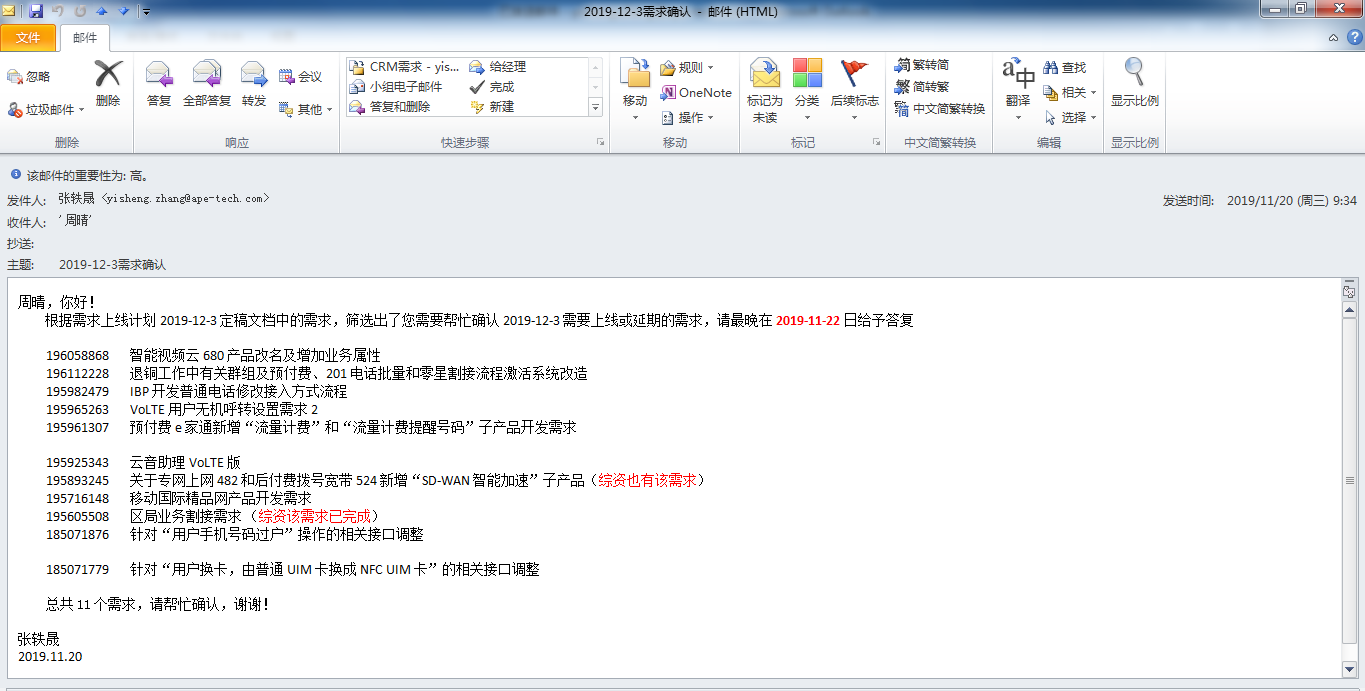 2019-12-3需求确认 - 邮件 (HTML)
文件 邮件
忽略
垃圾邮件
删除
删除
答复 全部答复 转发
会议
其他
响应
CRM需求 - yis... 给经理
小组电子邮件 完成
答复和删除 新建
快速步骤
移动
规则
OneNote
操作
移动
标记为
未读
分类 后续标志
标记
繁转简
简转繁
中文简繁转换
中文简繁转换
翻译
查找
相关
选择
编辑
显示比例
显示比例
该邮件的重要性为: 高。
发件人: 张轶晟 <yisheng.zhang@ape-tech.com> 发送时间: 2019/11/20 (周三) 9:34
收件人: '周晴'
抄送:
主题: 2019-12-3需求确认
周晴，你好！
根据需求上线计划 2019-12-3 定稿文档中的需求，筛选出了您需要帮忙确认 2019-12-3 需要上线或延期的需求，请最晚在 2019-11-22 日给予答复
196058868 智能视频云 680 产品改名及增加业务属性
196112228 退铜工作中有关群组及预付费、201 电话批量和零星割接流程激活系统改造
195982479 IBP 开发普通电话修改接入方式流程
195965263 VoLTE 用户无机呼转设置需求 2
195961307 预付费 e 家通新增“流量计费”和“流量计费提醒号码”子产品开发需求
195925343 云音助理 VoLTE 版
195893245 关于专网上网 482 和后付费拨号宽带 524 新增“SD-WAN 智能加速”子产品（综资也有该需求）
195716148 移动国际精品网产品开发需求
195605508 区局业务割接需求 （综资该需求已完成）
185071876 针对“用户手机号码过户”操作的相关接口调整
185071779 针对“用户换卡，由普通 UIM 卡换成 NFC UIM 卡”的相关接口调整
总共 11 个需求，请帮忙确认，谢谢！
张轶晟
2019.11.20